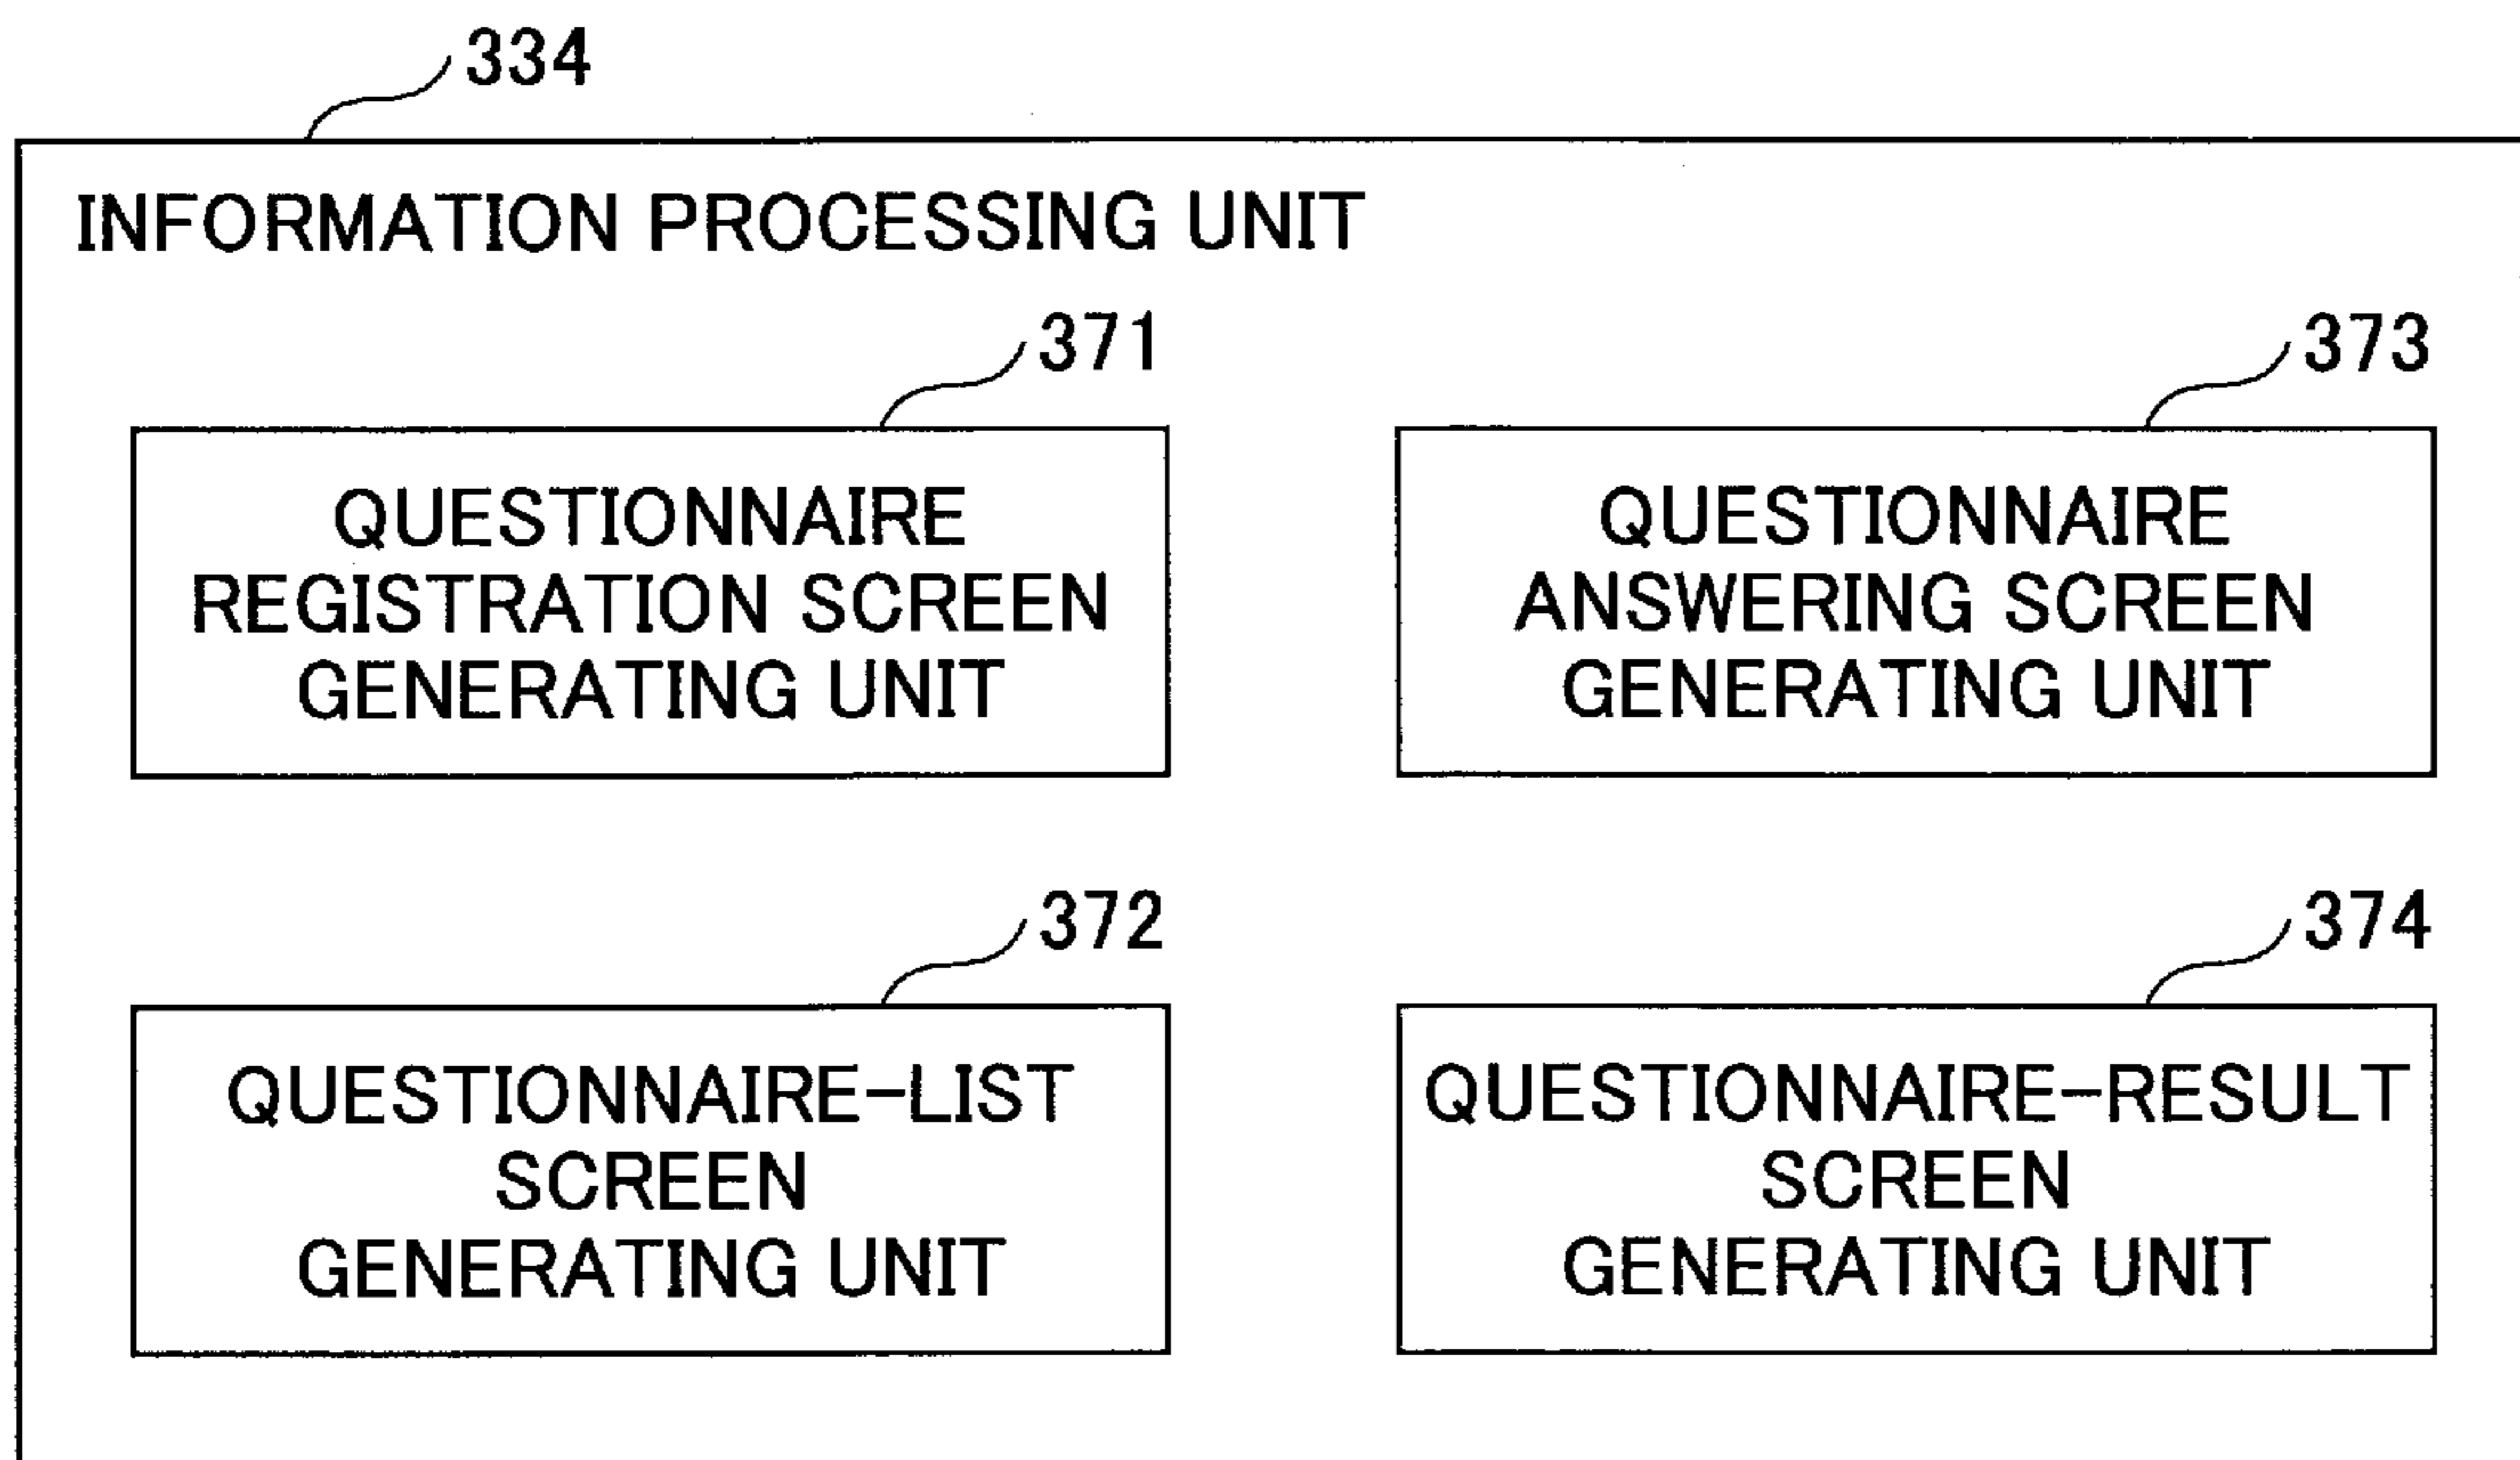 334
INFORMATION PROCESSING UNIT
371
QUESTIONNAIRE
REGISTRATION SCREEN
GENERATING UNIT
373
QUESTIONNAIRE
ANSWERING SCREEN
GENERATING UNIT
372
QUESTIONNAIRE-LIST
SCREEN
GENERATING UNIT
374
QUESTIONNAIRE-RESULT
SCREEN
GENERATING UNIT